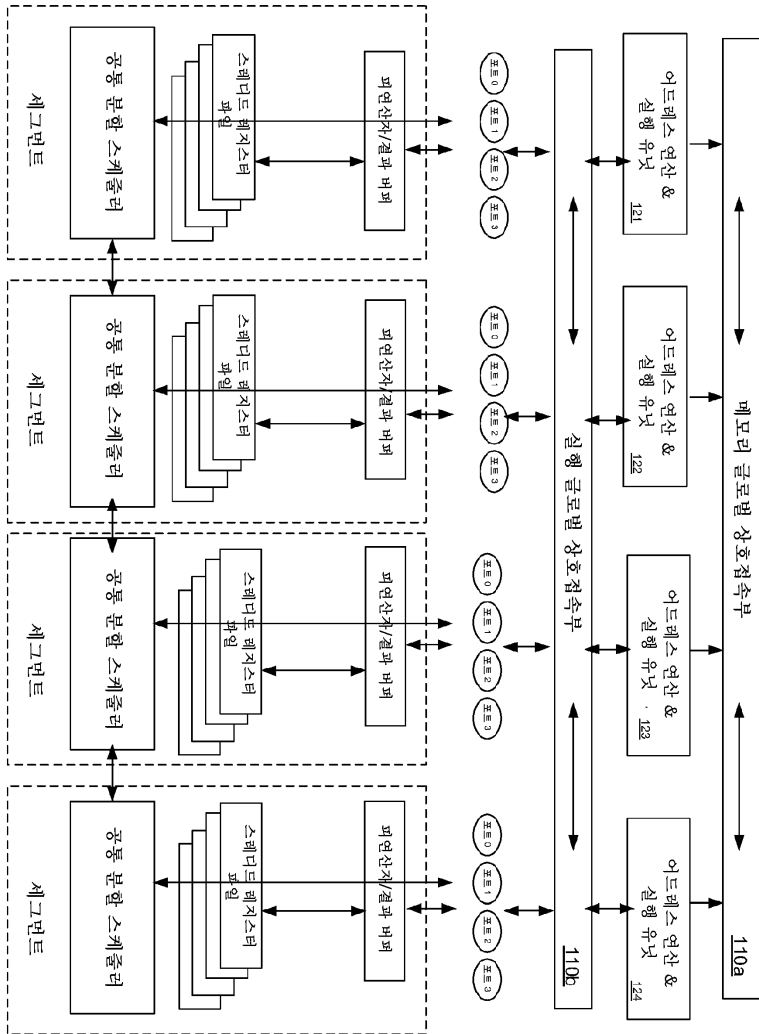 메모리 글로벌 상호접속부 110a
어드레스 연산 &
실행 유닛
121
어드레스 연산 &
실행 유닛
122
어드레스 연산 &
실행 유닛
123
어드레스 연산 &
실행 유닛
124
실행 글로벌 상호접속부 110b
포트 0 포트 1 포트 2 포트 3
포트 0 포트 1 포트 2 포트 3
포트 0 포트 1 포트 2 포트 3
포트 0 포트 1 포트 2 포트 3
피연산자/결과 버퍼
피연산자/결과 버퍼
피연산자/결과 버퍼
피연산자/결과 버퍼
스레디드 레지스터
파일
스레디드 레지스터
파일
스레디드 레지스터
파일
스레디드 레지스터
파일
공통 분할 스케줄러
공통 분할 스케줄러
공통 분할 스케줄러
공통 분할 스케줄러
세그먼트
세그먼트
세그먼트
세그먼트